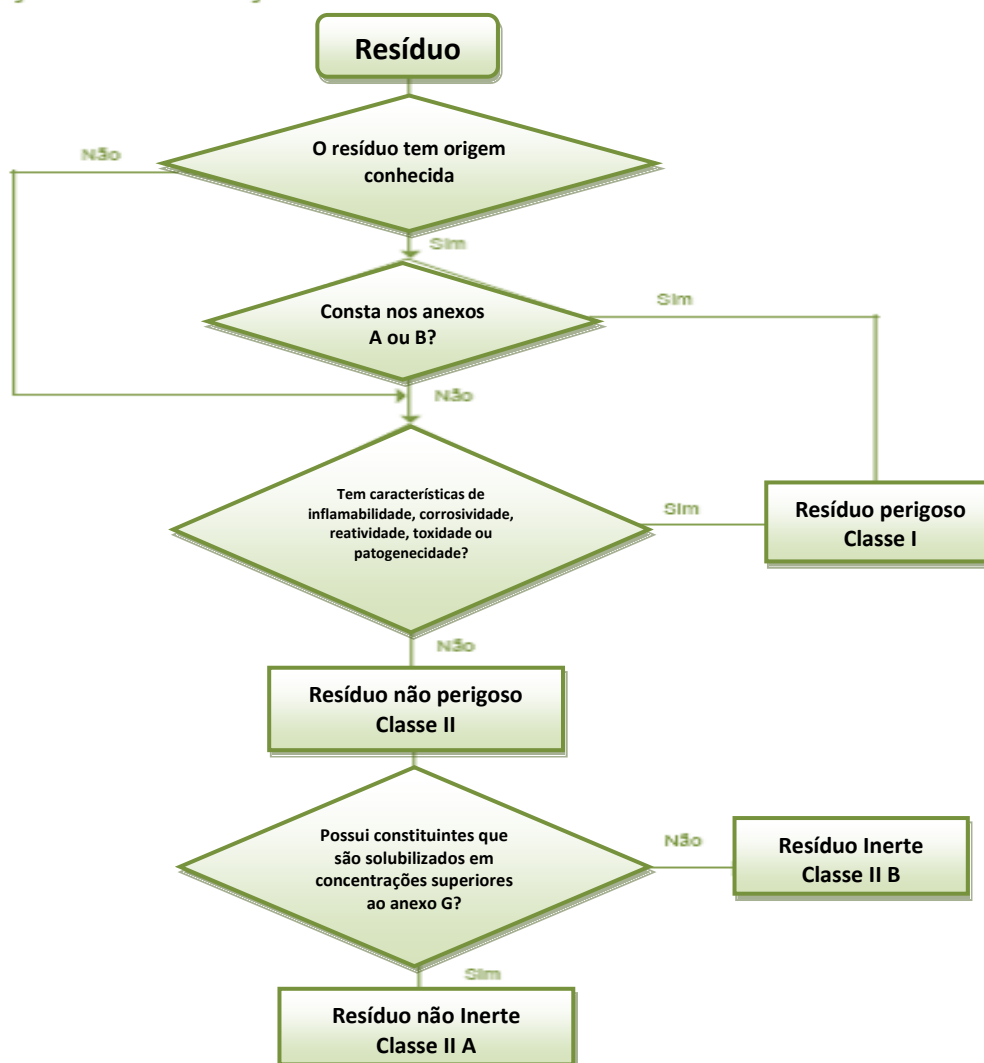 Resíduo
O resíduo tem origem
conhecida
Não
Sim
Consta nos anexos
A ou B?
Sim
Não
Tem características de
inflamabilidade, corrosividade,
reatividade, toxidade ou
patogenecidade?
Sim
Resíduo perigoso
Classe I
Não
Resíduo não perigoso
Classe II
Possui constituintes que
são solubilizados em
concentrações superiores
ao anexo G?
Não
Resíduo Inerte
Classe II B
Sim
Resíduo não Inerte
Classe II A